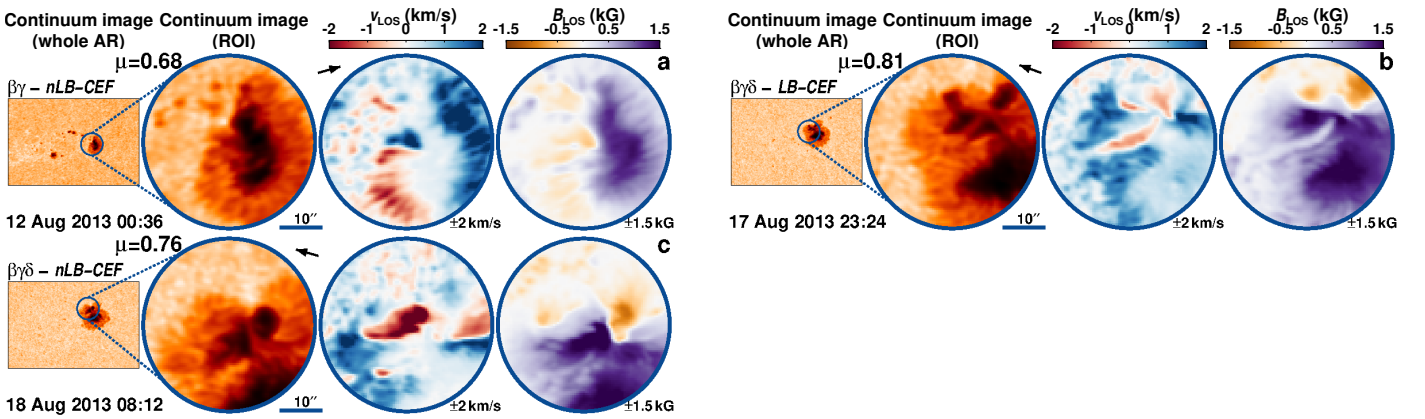 Continuum image (whole AR)
Continuum image (ROI)
v_LOS (km/s)
-2 -1 0 1 2
B_LOS (kG)
-1.5 -0.5 0.5 1.5
μ=0.68
a
βγ – nLB–CEF
12 Aug 2013 00:36
10″
±2 km/s
±1.5 kG
Continuum image (whole AR)
Continuum image (ROI)
v_LOS (km/s)
-2 -1 0 1 2
B_LOS (kG)
-1.5 -0.5 0.5 1.5
μ=0.81
b
βγδ – LB–CEF
17 Aug 2013 23:24
10″
±2 km/s
±1.5 kG
μ=0.76
c
βγδ – nLB–CEF
18 Aug 2013 08:12
10″
±2 km/s
±1.5 kG